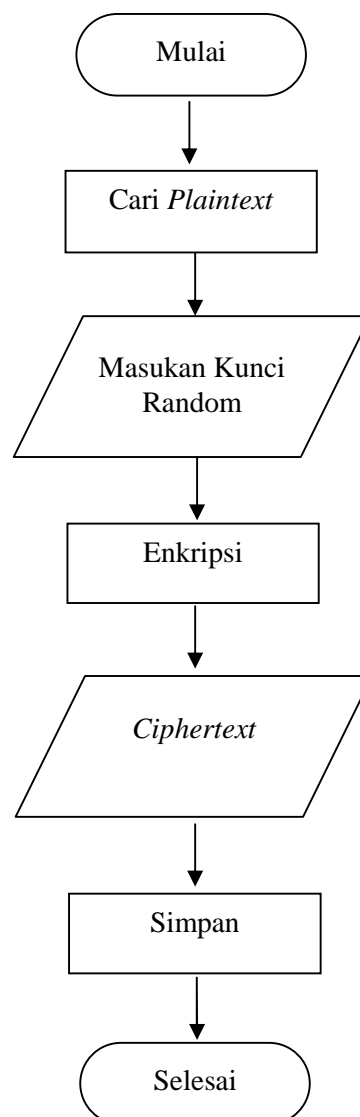 Mulai
Cari Plaintext
Masukan Kunci
Random
Enkripsi
Ciphertext
Simpan
Selesai